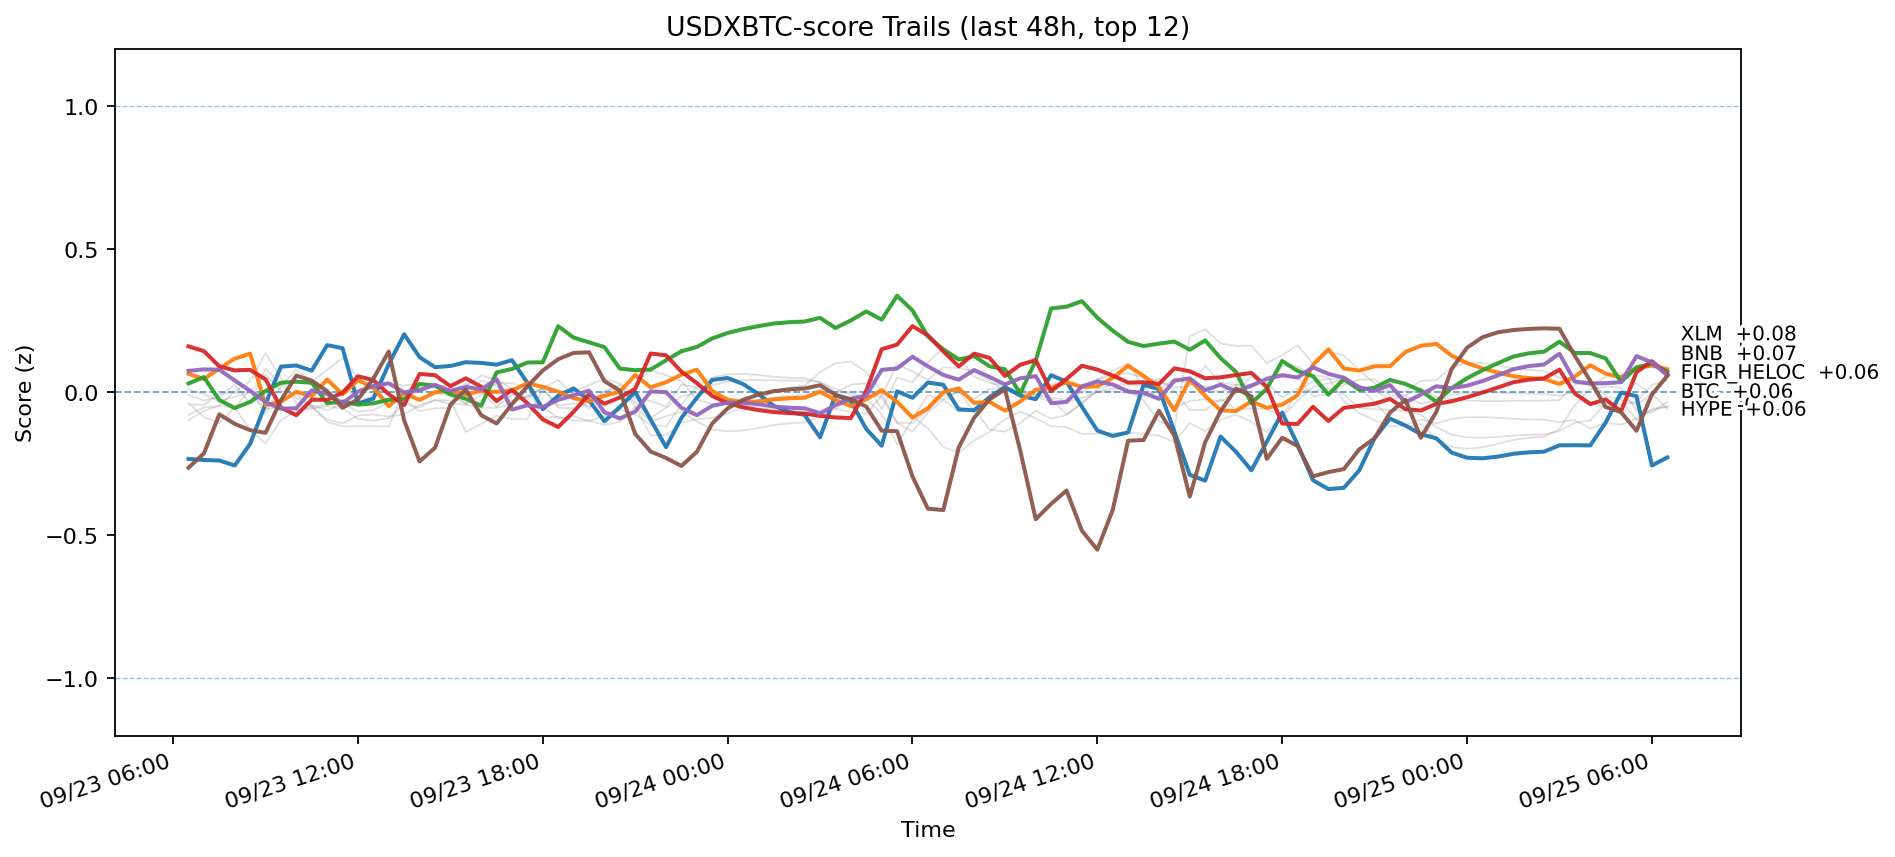 USDXBTC-score Trails (last 48h, top 12)
Score (z)
1.0
0.5
0.0
−0.5
−1.0
XLM +0.08
BNB +0.07
FIGR_HELOC +0.06
BTC +0.06
HYPE +0.06
09/23 06:00
09/23 12:00
09/23 18:00
09/24 00:00
09/24 06:00
09/24 12:00
09/24 18:00
09/25 00:00
09/25 06:00
Time